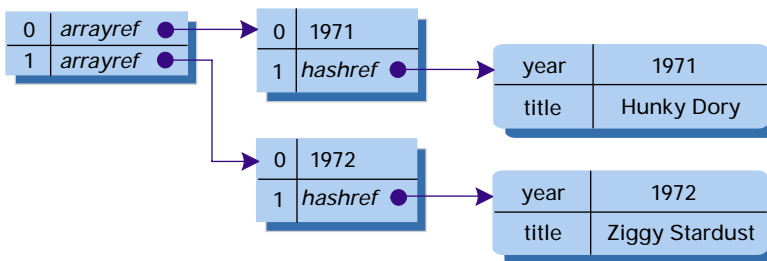 0 arrayref
1 arrayref
0 1971
1 hashref
year 1971
title Hunky Dory
0 1972
1 hashref
year 1972
title Ziggy Stardust